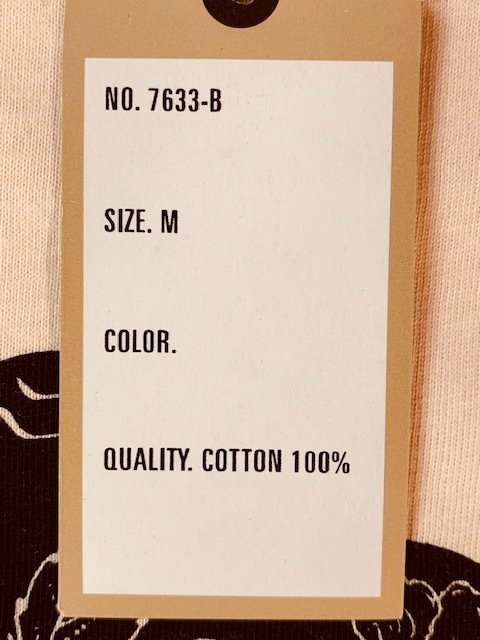 NO. 7633-B
SIZE. M
COLOR.
QUALITY. COTTON 100%